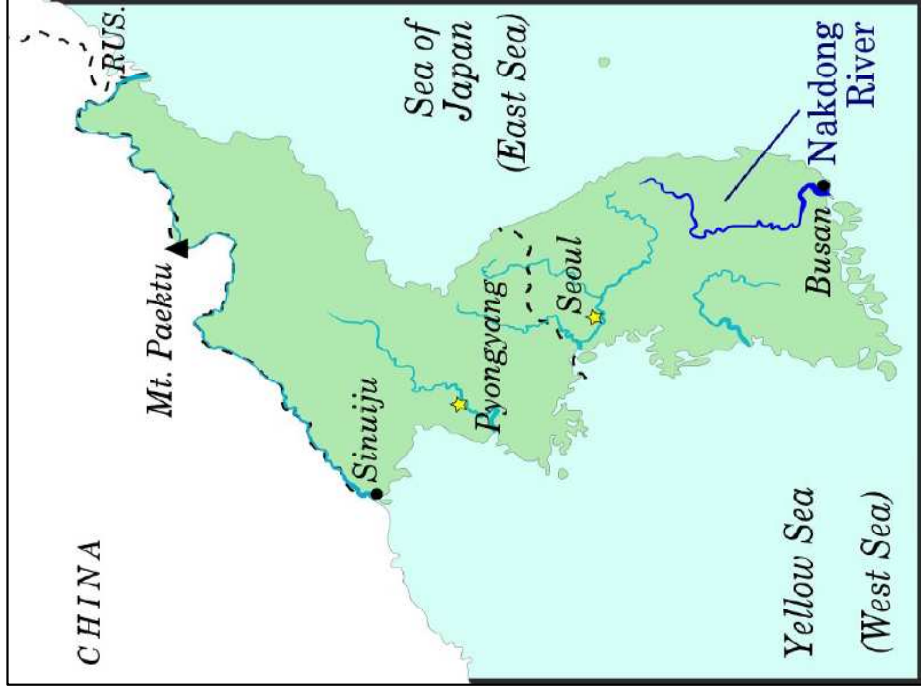 CHINA
RUS.
Mt. Paektu
Sinuiju
Sea of
Japan
(East Sea)
Pyongyang
Seoul
Nakdong
River
Busan
Yellow Sea
(West Sea)